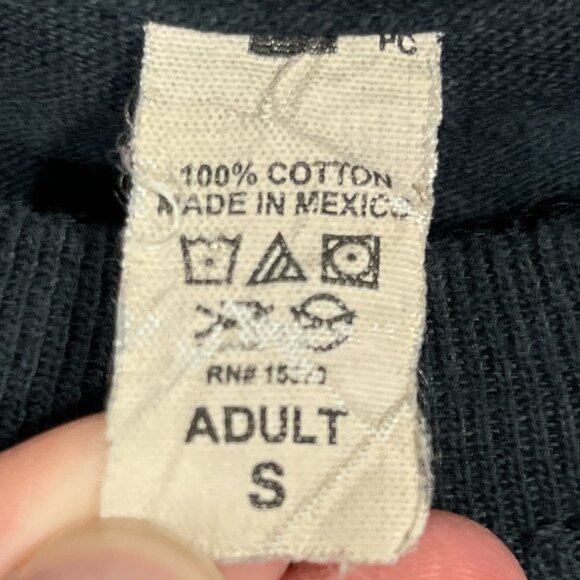 PC
100% COTTON
MADE IN MEXICO
RN#
ADULT
S